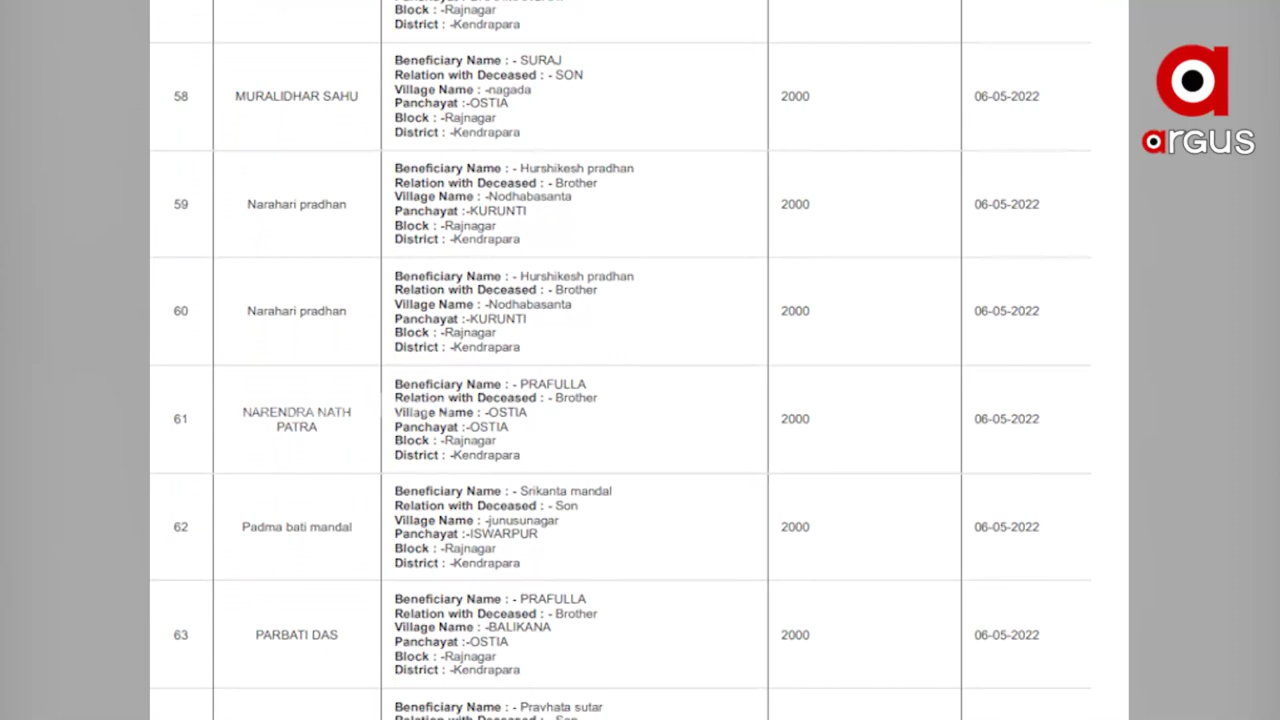 Block : -Rajnagar
District : -Kendrapara
58
MURALIDHAR SAHU
Beneficiary Name : - SURAJ
Relation with Deceased : - SON
Village Name : -nagada
Panchayat :-OSTIA
Block : -Rajnagar
District : -Kendrapara
2000
06-05-2022
59
Narahari pradhan
Beneficiary Name : - Hurshikesh pradhan
Relation with Deceased : - Brother
Village Name : -Nodhabasanta
Panchayat :-KURUNTI
Block : -Rajnagar
District : -Kendrapara
2000
06-05-2022
60
Narahari pradhan
Beneficiary Name : - Hurshikesh pradhan
Relation with Deceased : - Brother
Village Name : -Nodhabasanta
Panchayat :-KURUNTI
Block : -Rajnagar
District : -Kendrapara
2000
06-05-2022
61
NARENDRA NATH
PATRA
Beneficiary Name : - PRAFULLA
Relation with Deceased : - Brother
Village Name : -OSTIA
Panchayat :-OSTIA
Block : -Rajnagar
District : -Kendrapara
2000
06-05-2022
62
Padma bati mandal
Beneficiary Name : - Srikanta mandal
Relation with Deceased : - Son
Village Name : -junusunagar
Panchayat :-ISWARPUR
Block : -Rajnagar
District : -Kendrapara
2000
06-05-2022
63
PARBATI DAS
Beneficiary Name : - PRAFULLA
Relation with Deceased : - Brother
Village Name : -BALIKANA
Panchayat :-OSTIA
Block : -Rajnagar
District : -Kendrapara
2000
06-05-2022
Beneficiary Name : - Pravhata sutar
Relation with Deceased : - Son
argus